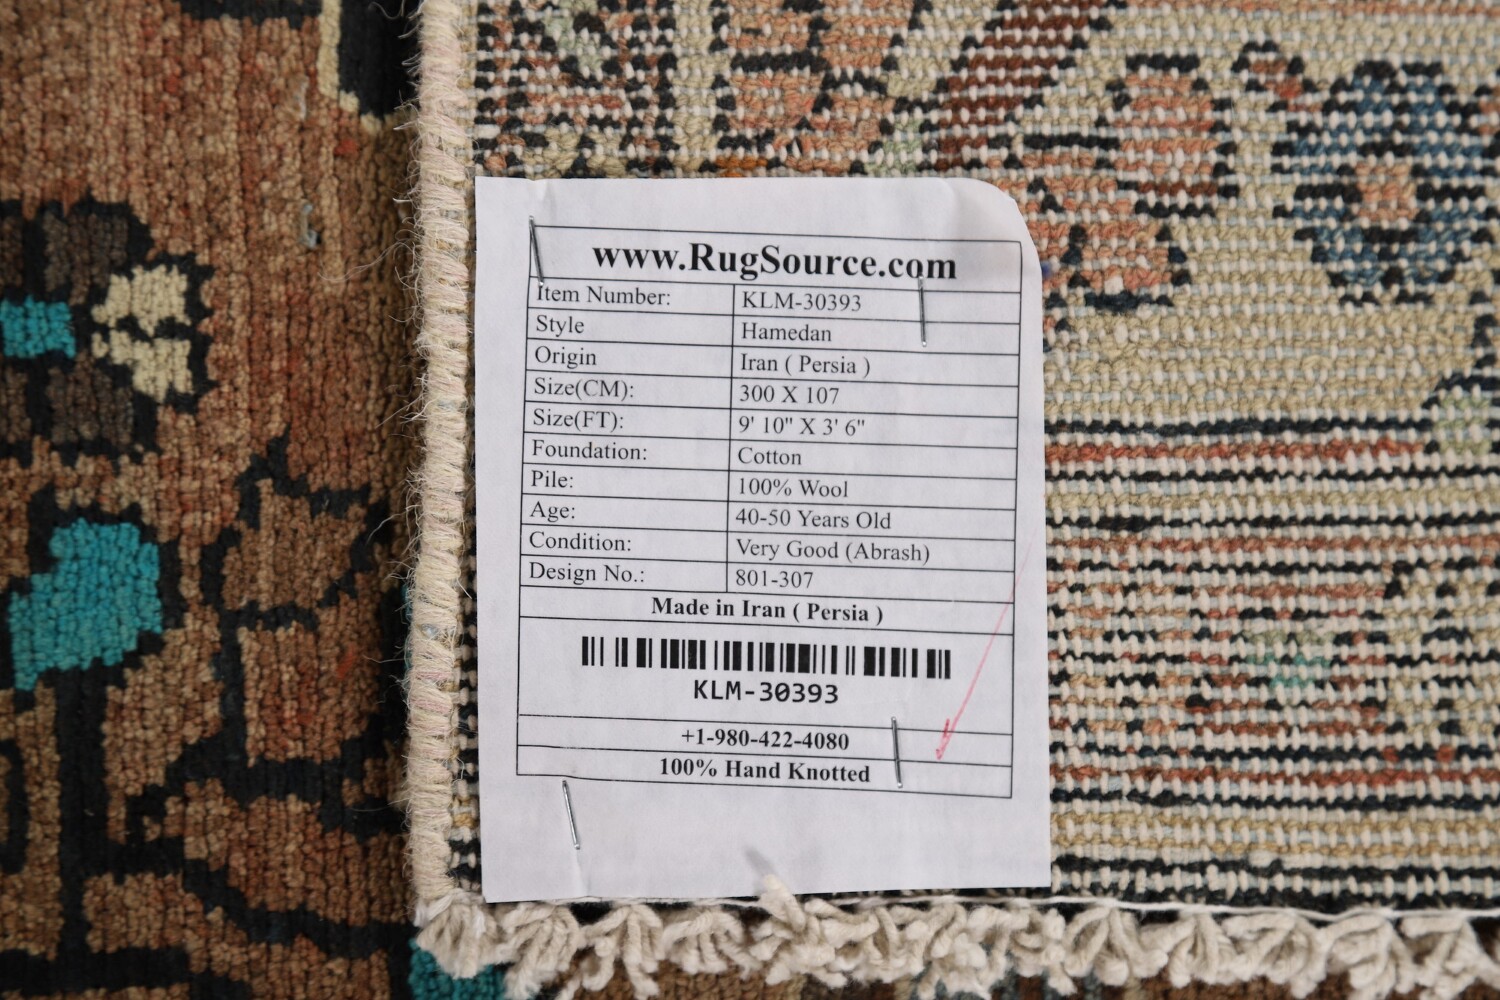 www.RugSource.com
Item Number: KLM-30393
Style Hamedan
Origin Iran ( Persia )
Size(CM): 300 X 107
Size(FT): 9' 10" X 3' 6"
Foundation: Cotton
Pile: 100% Wool
Age: 40-50 Years Old
Condition: Very Good (Abrash)
Design No.: 801-307
Made in Iran ( Persia )
KLM-30393
+1-980-422-4080
100% Hand Knotted